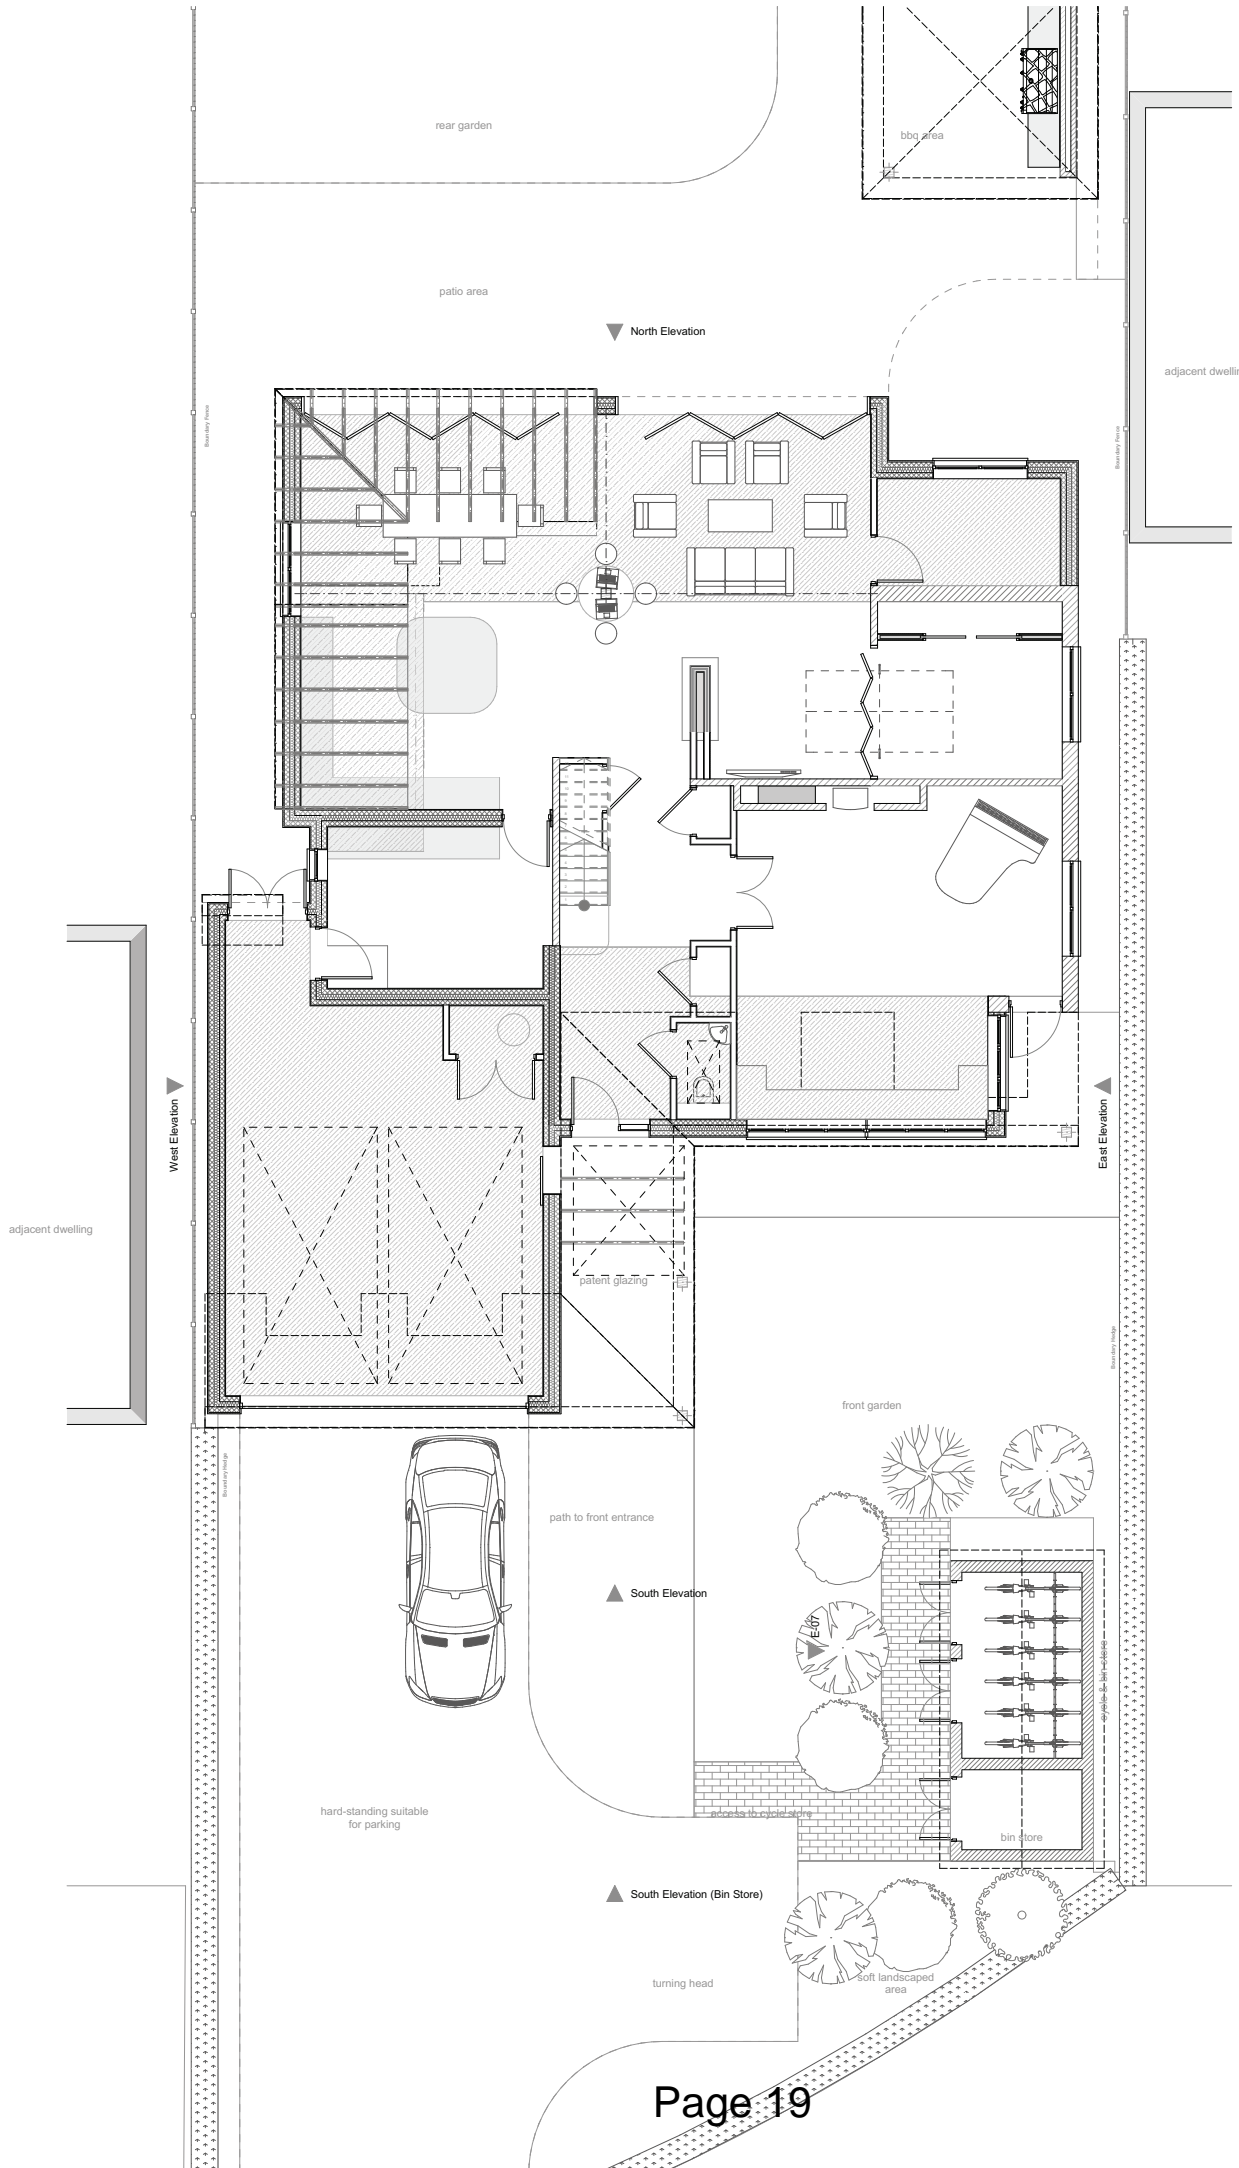 rear garden
bbq area
patio area
North Elevation
adjacent dwelli
Boundary Fence
Boundary Fence
West Elevation
East Elevation
adjacent dwelling
patent glazing
Boundary Hedge
front garden
Boundary Hedge
path to front entrance
South Elevation
E-07
cycle & bin store
hard-standing suitable
for parking
access to cycle store
bin store
South Elevation (Bin Store)
turning head
soft landscaped
area
Page 19